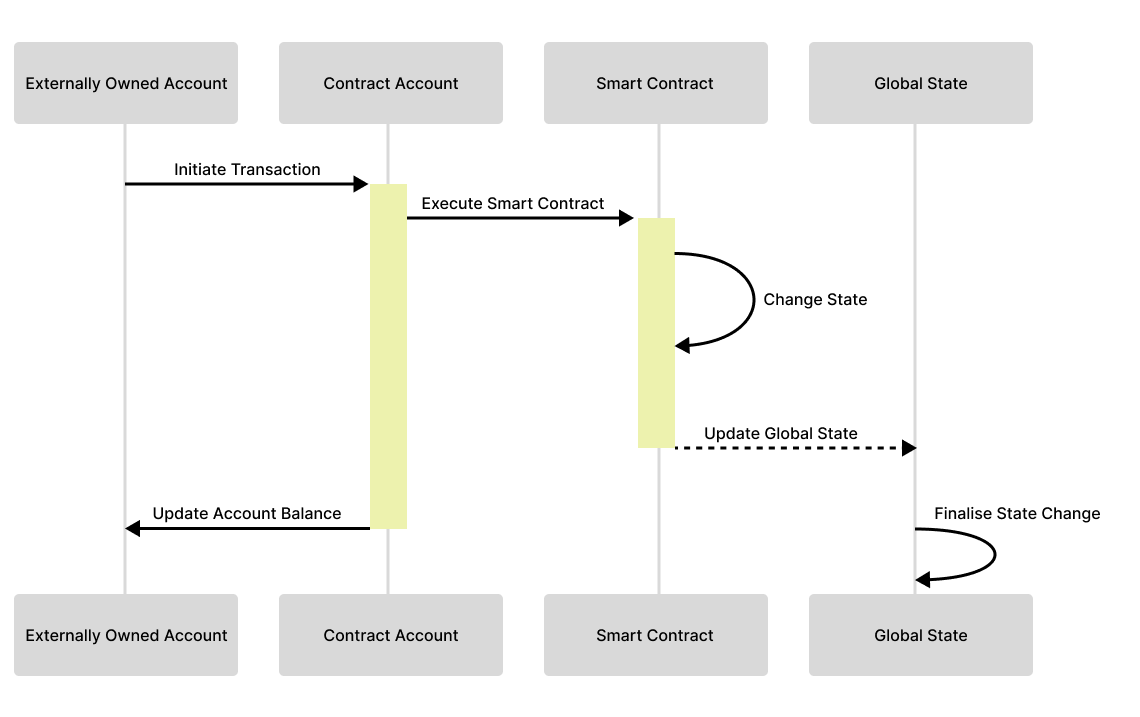 Externally Owned Account
Contract Account
Smart Contract
Global State
Initiate Transaction
Execute Smart Contract
Change State
Update Global State
Update Account Balance
Finalise State Change
Externally Owned Account
Contract Account
Smart Contract
Global State